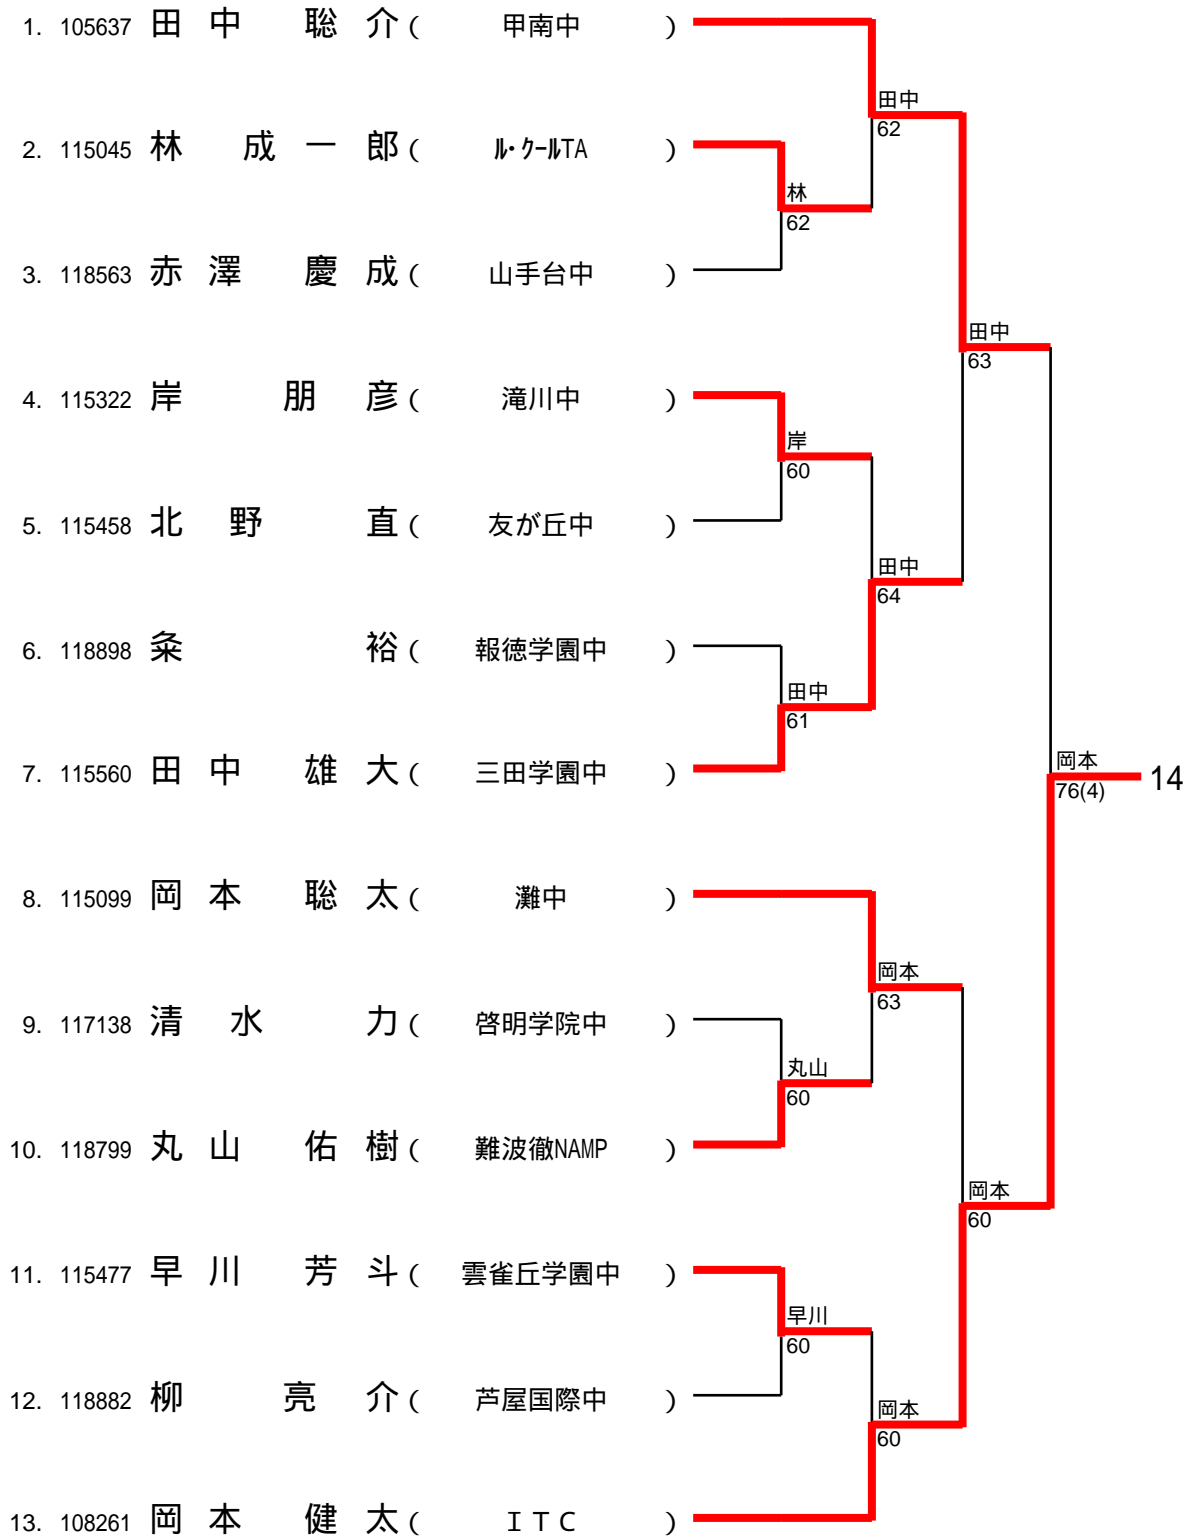 1. 105637 田中 聡介 ( 甲南中 )
田中
62
2. 115045 林 成一郎 ( ル・クールTA )
林
62
3. 118563 赤澤 慶成 ( 山手台中 )
田中
63
4. 115322 岸 朋彦 ( 滝川中 )
岸
60
5. 115458 北野 直 ( 友が丘中 )
田中
64
6. 118898 粂 裕 ( 報徳学園中 )
田中
61
7. 115560 田中 雄大 ( 三田学園中 )
岡本
76(4)
14
8. 115099 岡本 聡太 ( 灘中 )
岡本
63
9. 117138 清水 力 ( 啓明学院中 )
丸山
60
10. 118799 丸山 佑樹 ( 難波徹NAMP )
岡本
60
11. 115477 早川 芳斗 ( 雲雀丘学園中 )
早川
60
12. 118882 柳 亮介 ( 芦屋国際中 )
岡本
60
13. 108261 岡本 健太 ( ITC )